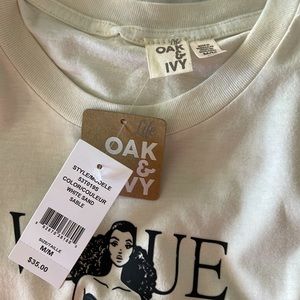 The
OAK
&
IVY
The
OAK
&
IVY
STYLE/MODELE
COLOR/COULEUR
WHITE SAND
SABLE
SIZE/TAILLE
M/M
$35.00
V UE